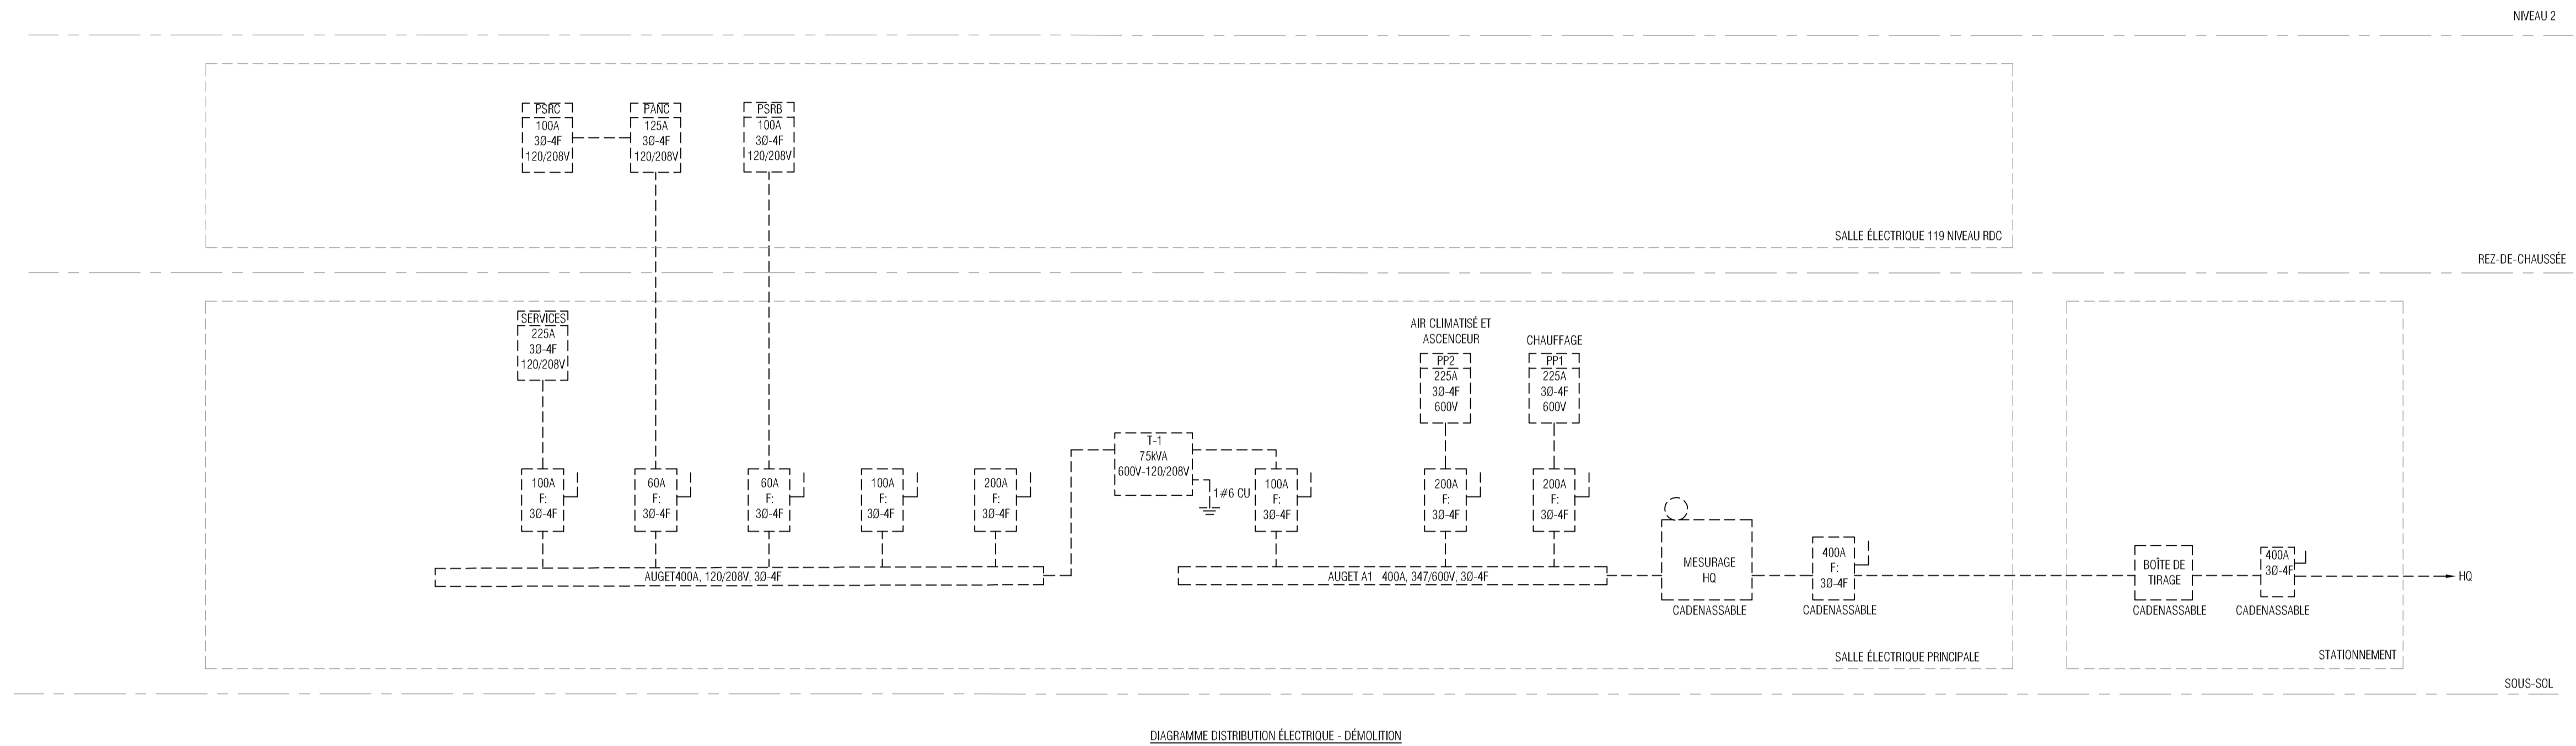 NIVEAU 2
PSRC
100A
3Ø-4F
120/208V
PANC
125A
3Ø-4F
120/208V
PSRB
100A
3Ø-4F
120/208V
SALLE ÉLECTRIQUE 119 NIVEAU RDC
REZ-DE-CHAUSSÉE
SERVICES
225A
3Ø-4F
120/208V
AIR CLIMATISÉ ET
ASCENCEUR
PP2
225A
3Ø-4F
600V
CHAUFFAGE
PP1
225A
3Ø-4F
600V
100A
F:
3Ø-4F
60A
F:
3Ø-4F
60A
F:
3Ø-4F
100A
F:
3Ø-4F
200A
F:
3Ø-4F
T-1
75kVA
600V-120/208V
1#6 CU
100A
F:
3Ø-4F
200A
F:
3Ø-4F
200A
F:
3Ø-4F
AUGET400A, 120/208V, 3Ø-4F
AUGET A1 400A, 347/600V, 3Ø-4F
MESURAGE
HQ
CADENASSABLE
400A
F:
3Ø-4F
CADENASSABLE
BOÎTE DE
TIRAGE
CADENASSABLE
400A
3Ø-4F
CADENASSABLE
HQ
SALLE ÉLECTRIQUE PRINCIPALE
STATIONNEMENT
SOUS-SOL
DIAGRAMME DISTRIBUTION ÉLECTRIQUE - DÉMOLITION